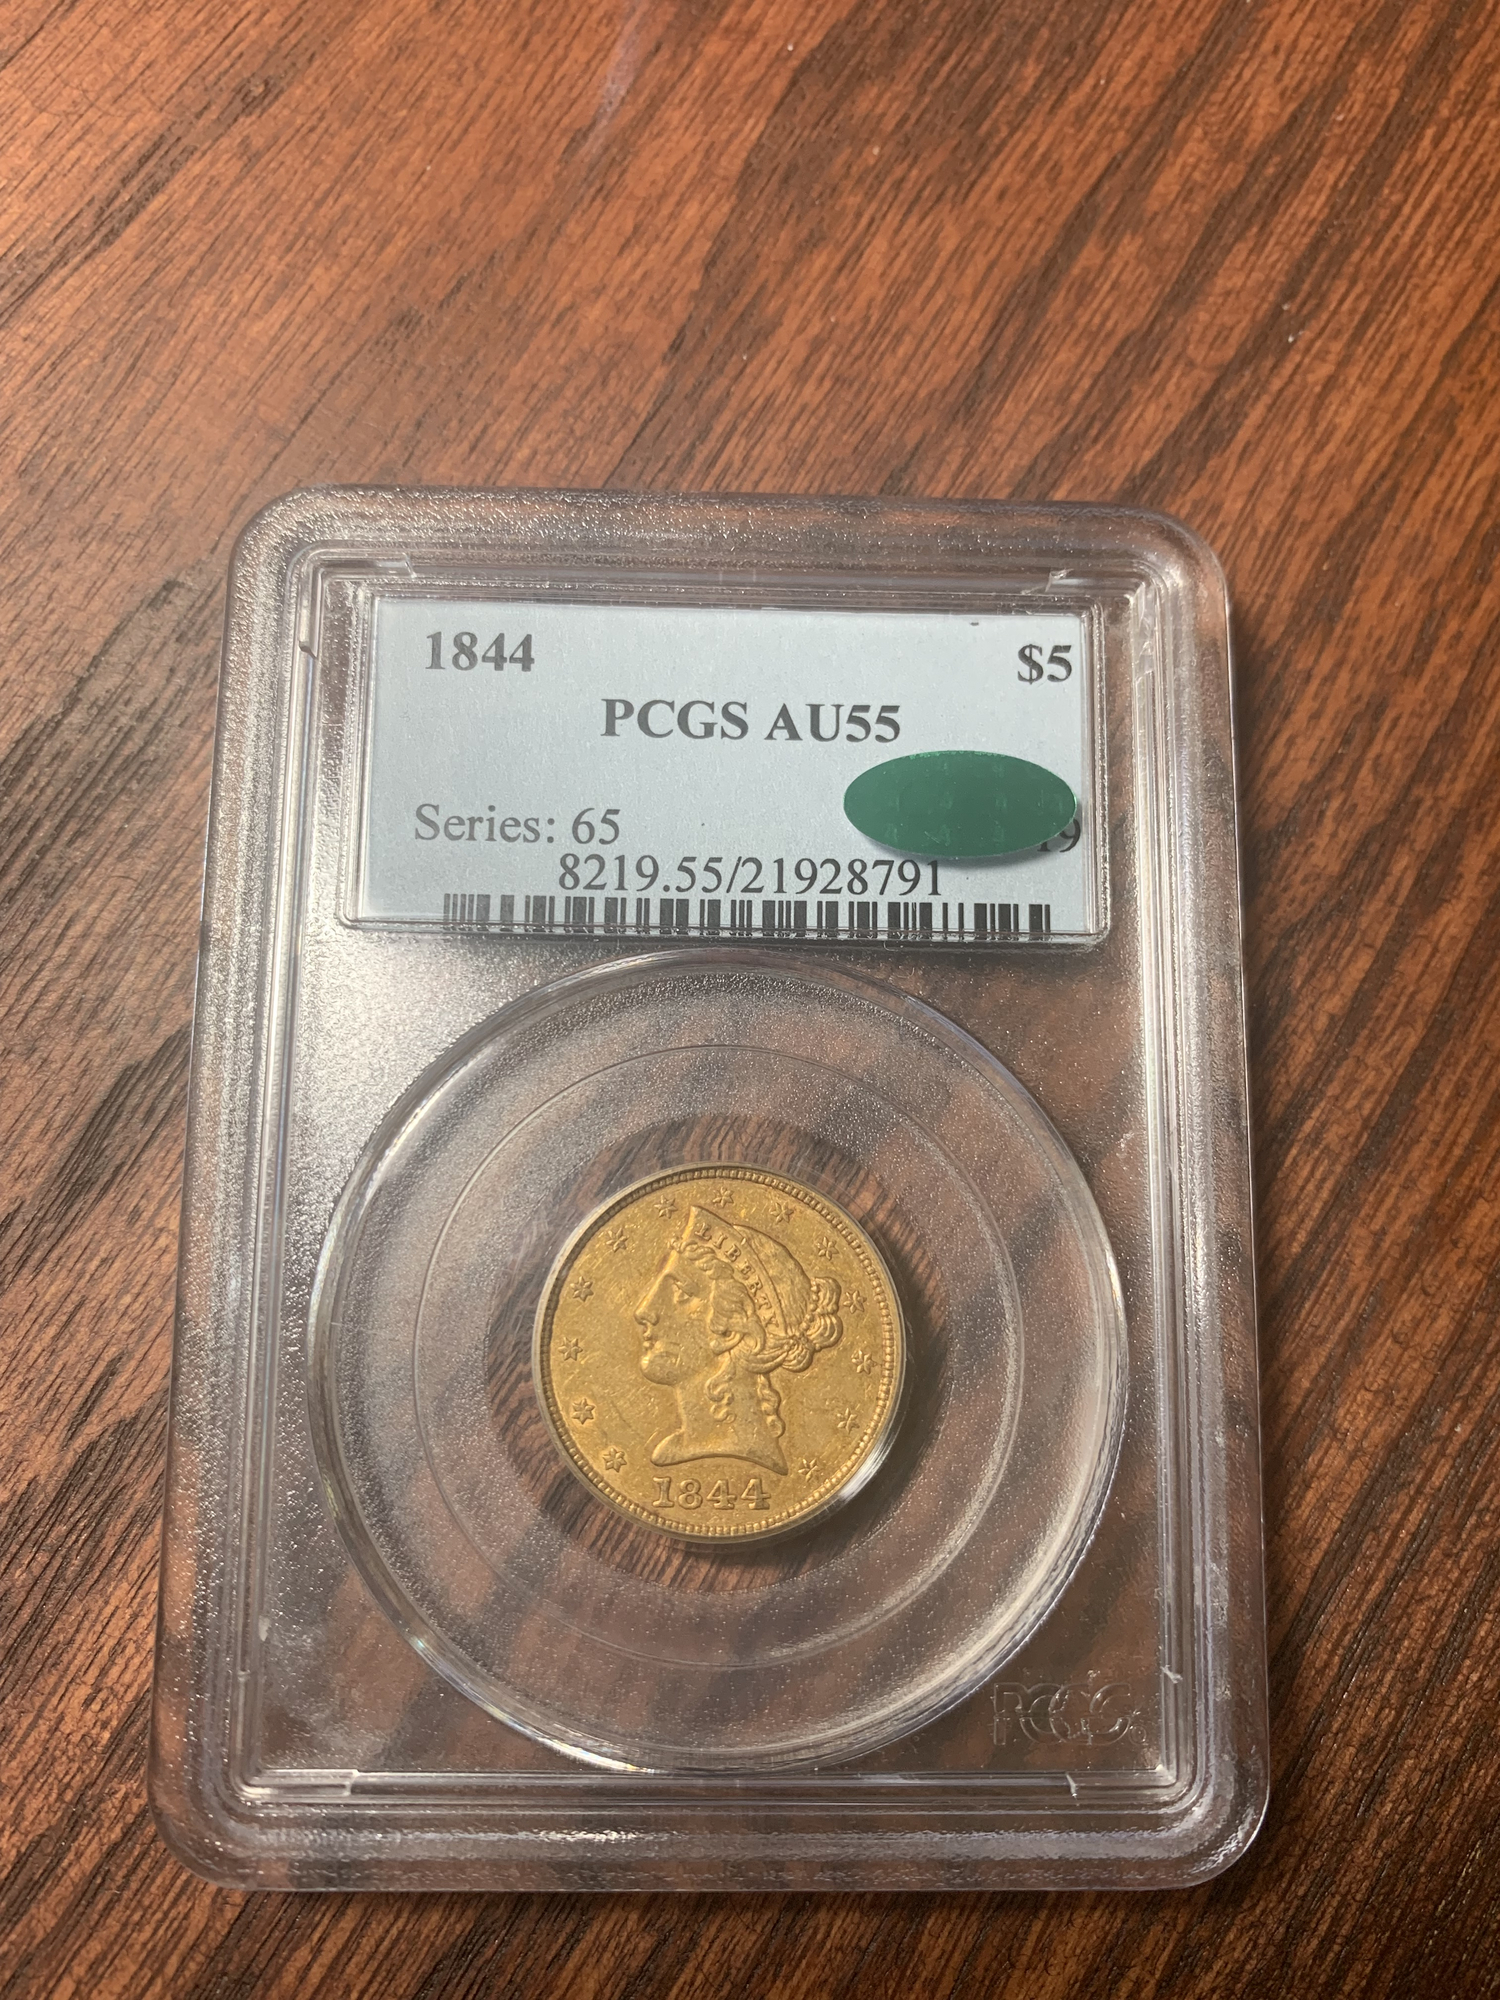 1844 $5
PCGS AU55
Series: 65
8219.55/21928791
LIBERTY
1844
PCGS